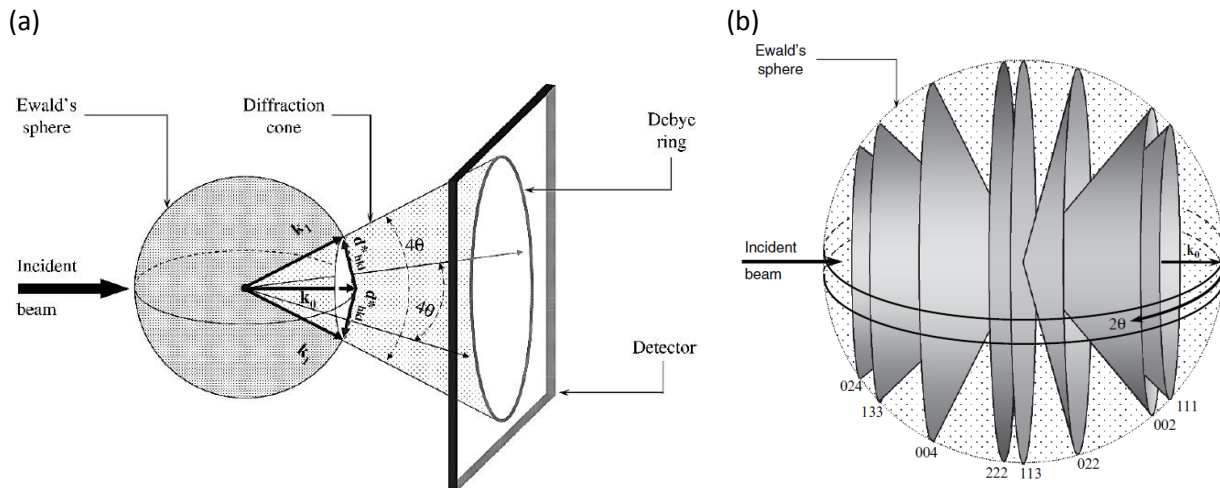 (a)
Ewald's
sphere
Diffraction
cone
Debye
ring
Incident
beam
k₁
d*hkl
4θ
k₀
d*hkl
4θ
Detector
(b)
Ewald's
sphere
Incident
beam
k₀
2θ
024
133
004
222
113
022
002
111